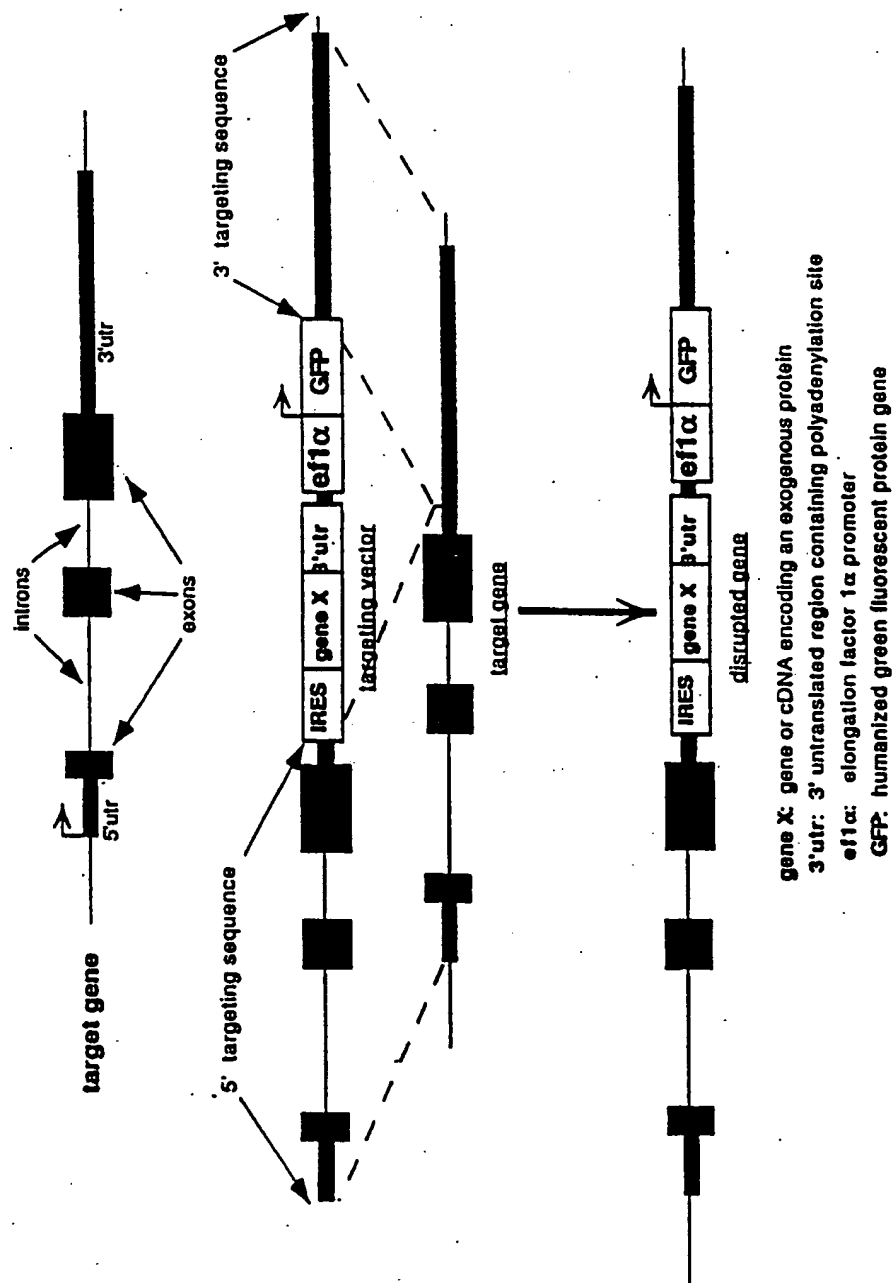 target gene
introns
5'utr
exons
3'utr
5' targeting sequence
3' targeting sequence
IRES gene X 3'utr ef1α GFP
targeting vector
target gene
IRES gene X 3'utr ef1α GFP
disrupted gene
gene X: gene or cDNA encoding an exogenous protein
3'utr: 3' untranslated region containing polyadenylation site
ef1α: elongation factor 1α promoter
GFP: humanized green fluorescent protein gene